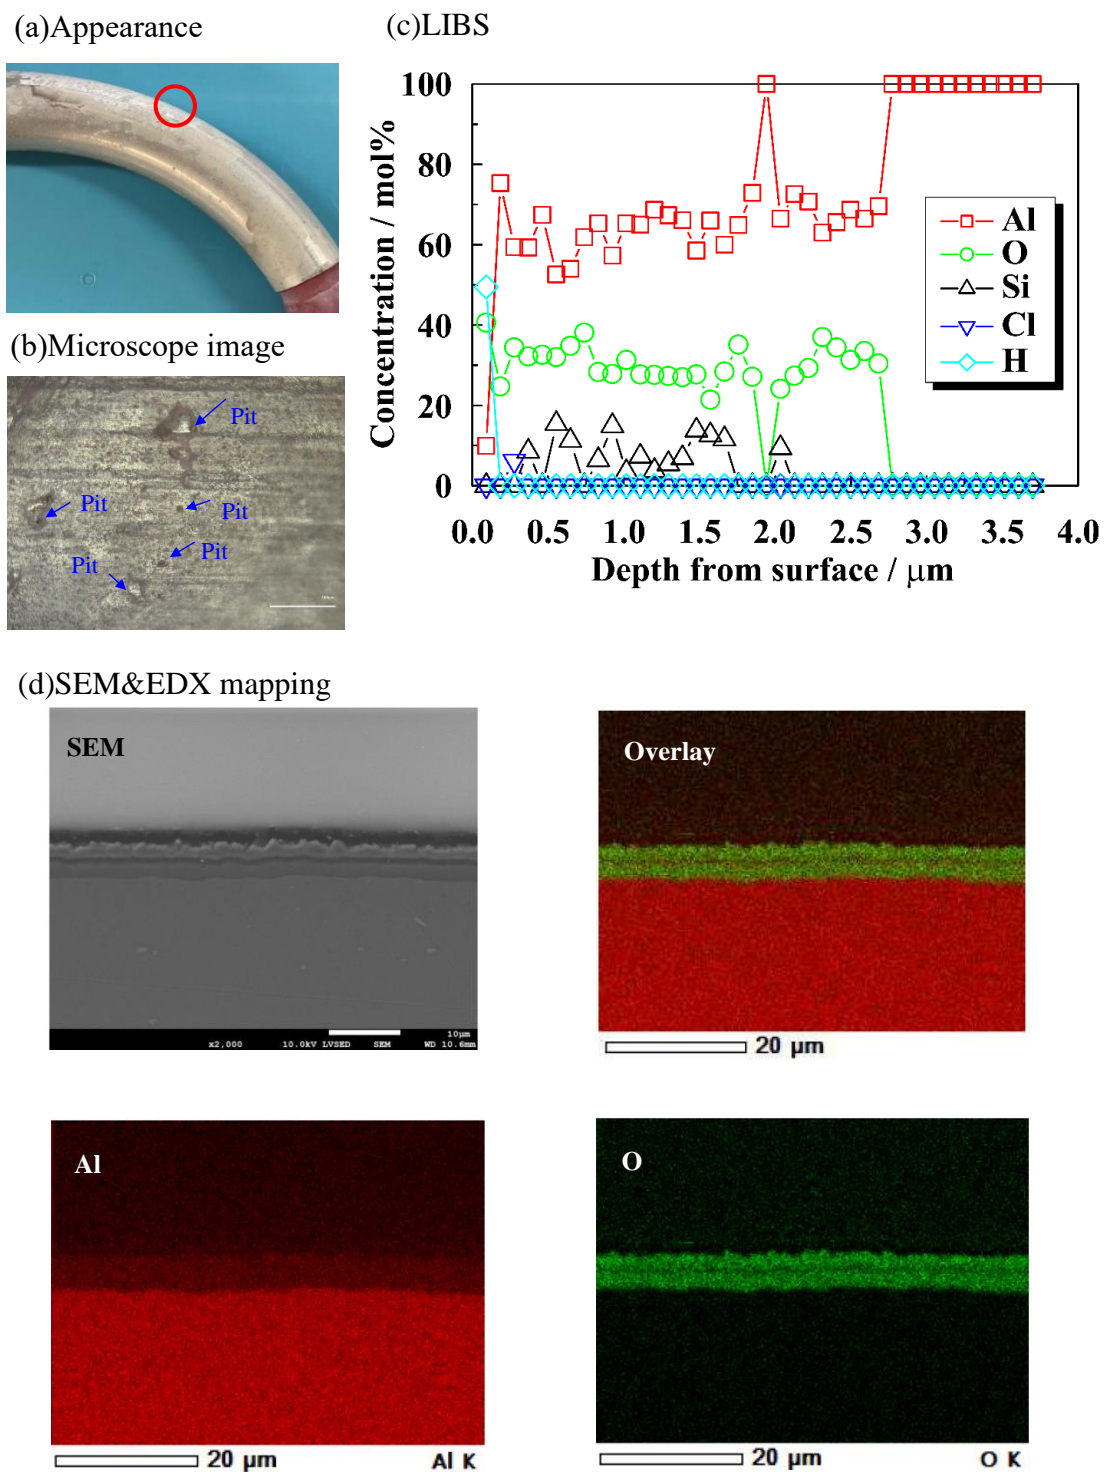 (a)Appearance
(c)LIBS
100
80
60
40
20
0
Concentration / mol%
0.0 0.5 1.0 1.5 2.0 2.5 3.0 3.5 4.0
Depth from surface / μm
Al
O
Si
Cl
H
(b)Microscope image
Pit
Pit
Pit
Pit
Pit
(d)SEM&EDX mapping
SEM
10μm
x2,000 10.0kV LVSED SEM WD 10.6mm
Overlay
20 μm
Al
20 μm Al K
O
20 μm O K